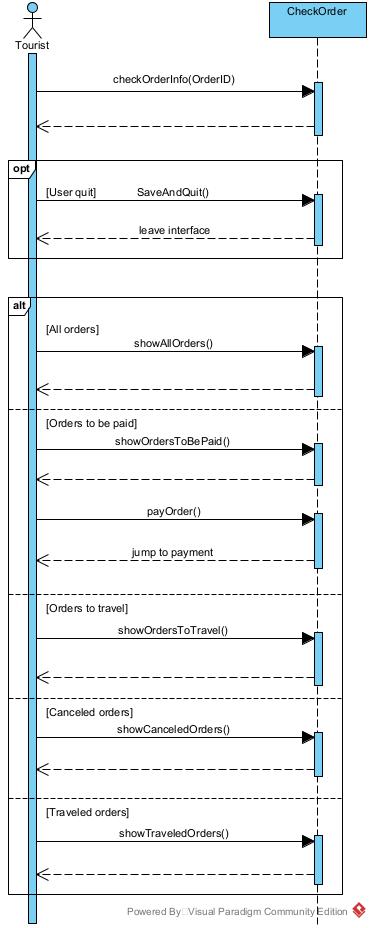 CheckOrder
Tourist
checkOrderInfo(OrderID)
opt
[User quit] SaveAndQuit()
leave interface
alt
[All orders]
showAllOrders()
[Orders to be paid]
showOrdersToBePaid()
payOrder()
jump to payment
[Orders to travel]
showOrdersToTravel()
[Canceled orders]
showCanceledOrders()
[Traveled orders]
showTraveledOrders()
Powered By Visual Paradigm Community Edition